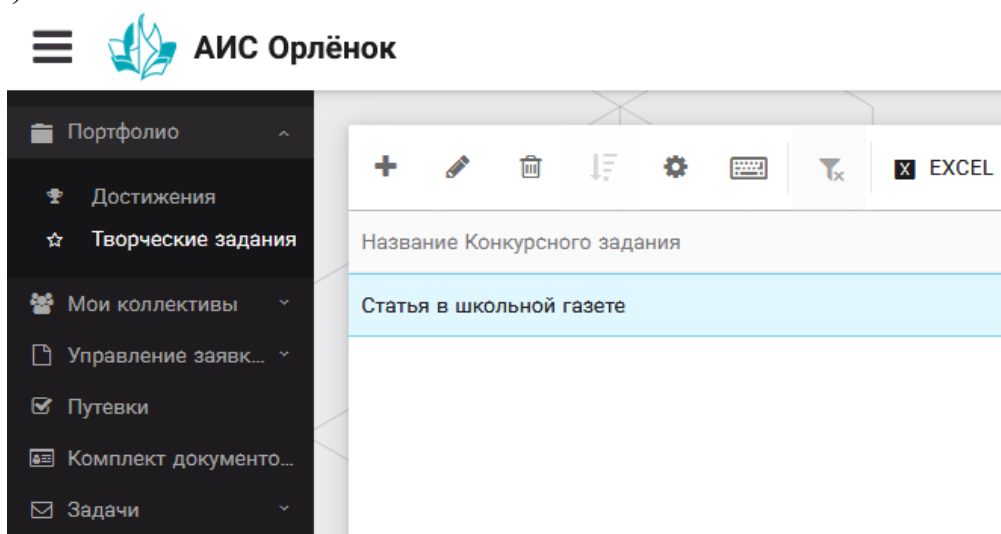 АИС Орлёнок
Портфолио
Достижения
Творческие задания
Мои коллективы
Управление заявк...
Путевки
Комплект документо...
Задачи
X EXCEL
Название Конкурсного задания
Статья в школьной газете